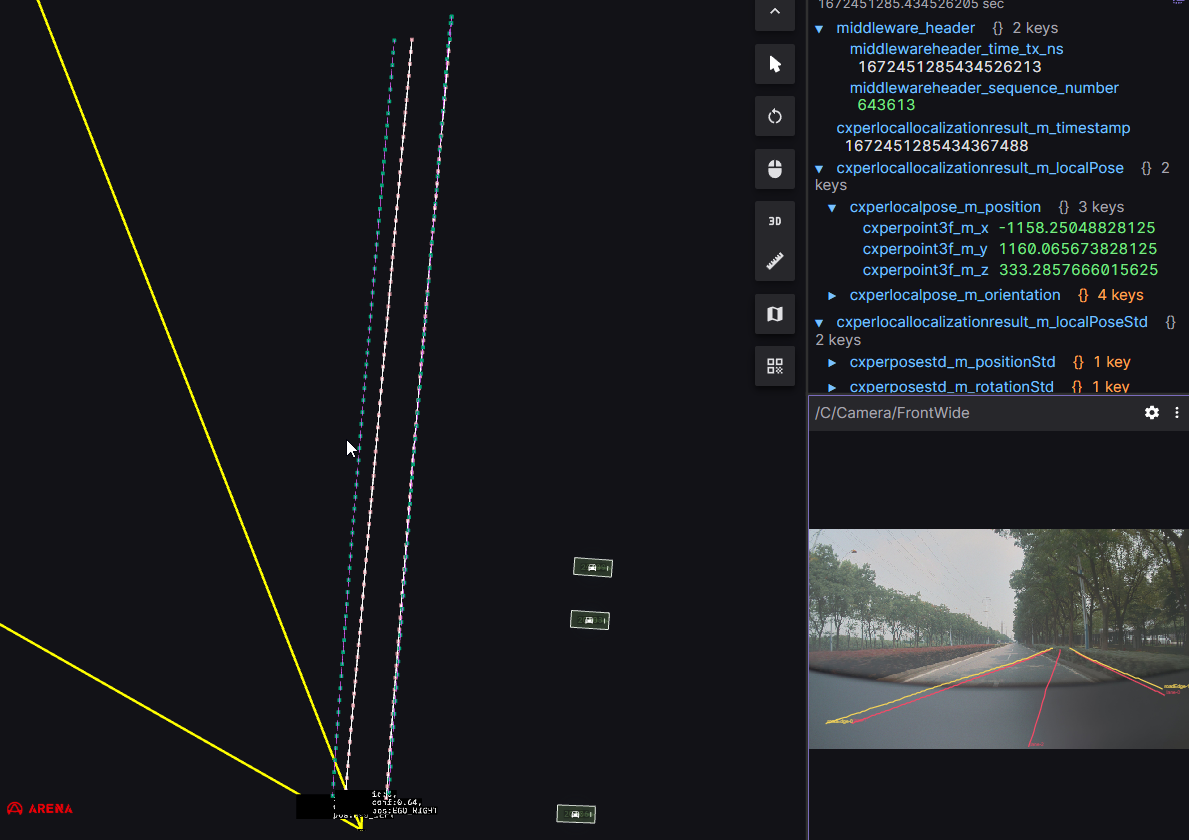 1672451285.434526205 sec
middleware_header {} 2 keys
middlewareheader_time_tx_ns
1672451285434526213
middlewareheader_sequence_number
643613
cxperlocallocalizationresult_m_timestamp
1672451285434367488
cxperlocallocalizationresult_m_localPose {} 2
keys
cxperlocalpose_m_position {} 3 keys
cxperpoint3f_m_x -1158.25048828125
cxperpoint3f_m_y 1160.065673828125
cxperpoint3f_m_z 333.2857666015625
cxperlocalpose_m_orientation {} 4 keys
cxperlocallocalizationresult_m_localPoseStd {}
2 keys
cxperposestd_m_positionStd {} 1 key
cxperposestd_m_rotationStd {} 1 key
/C/Camera/FrontWide
3D
conf:0.64,
pos:EGO_RIGHT
ARENA